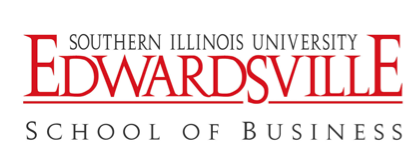 SOUTHERN ILLINOIS UNIVERSITY
EDWARDSVILLE
SCHOOL OF BUSINESS